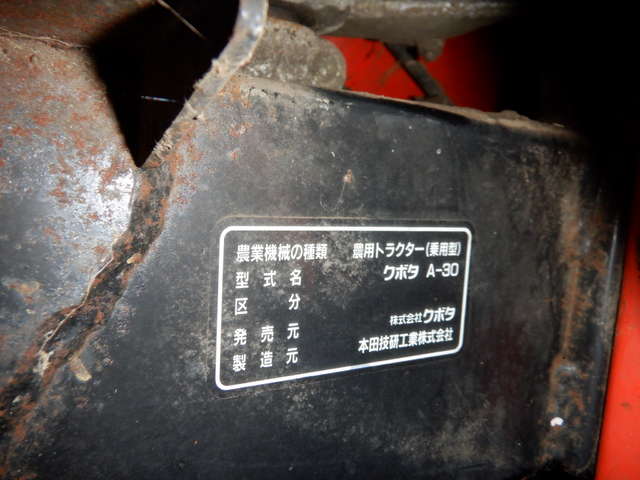 農業機械の種類 農用トラクター(乗用型)
型式名 クボタ A-30
区分
発売元 株式会社クボタ
製造元 本田技研工業株式会社